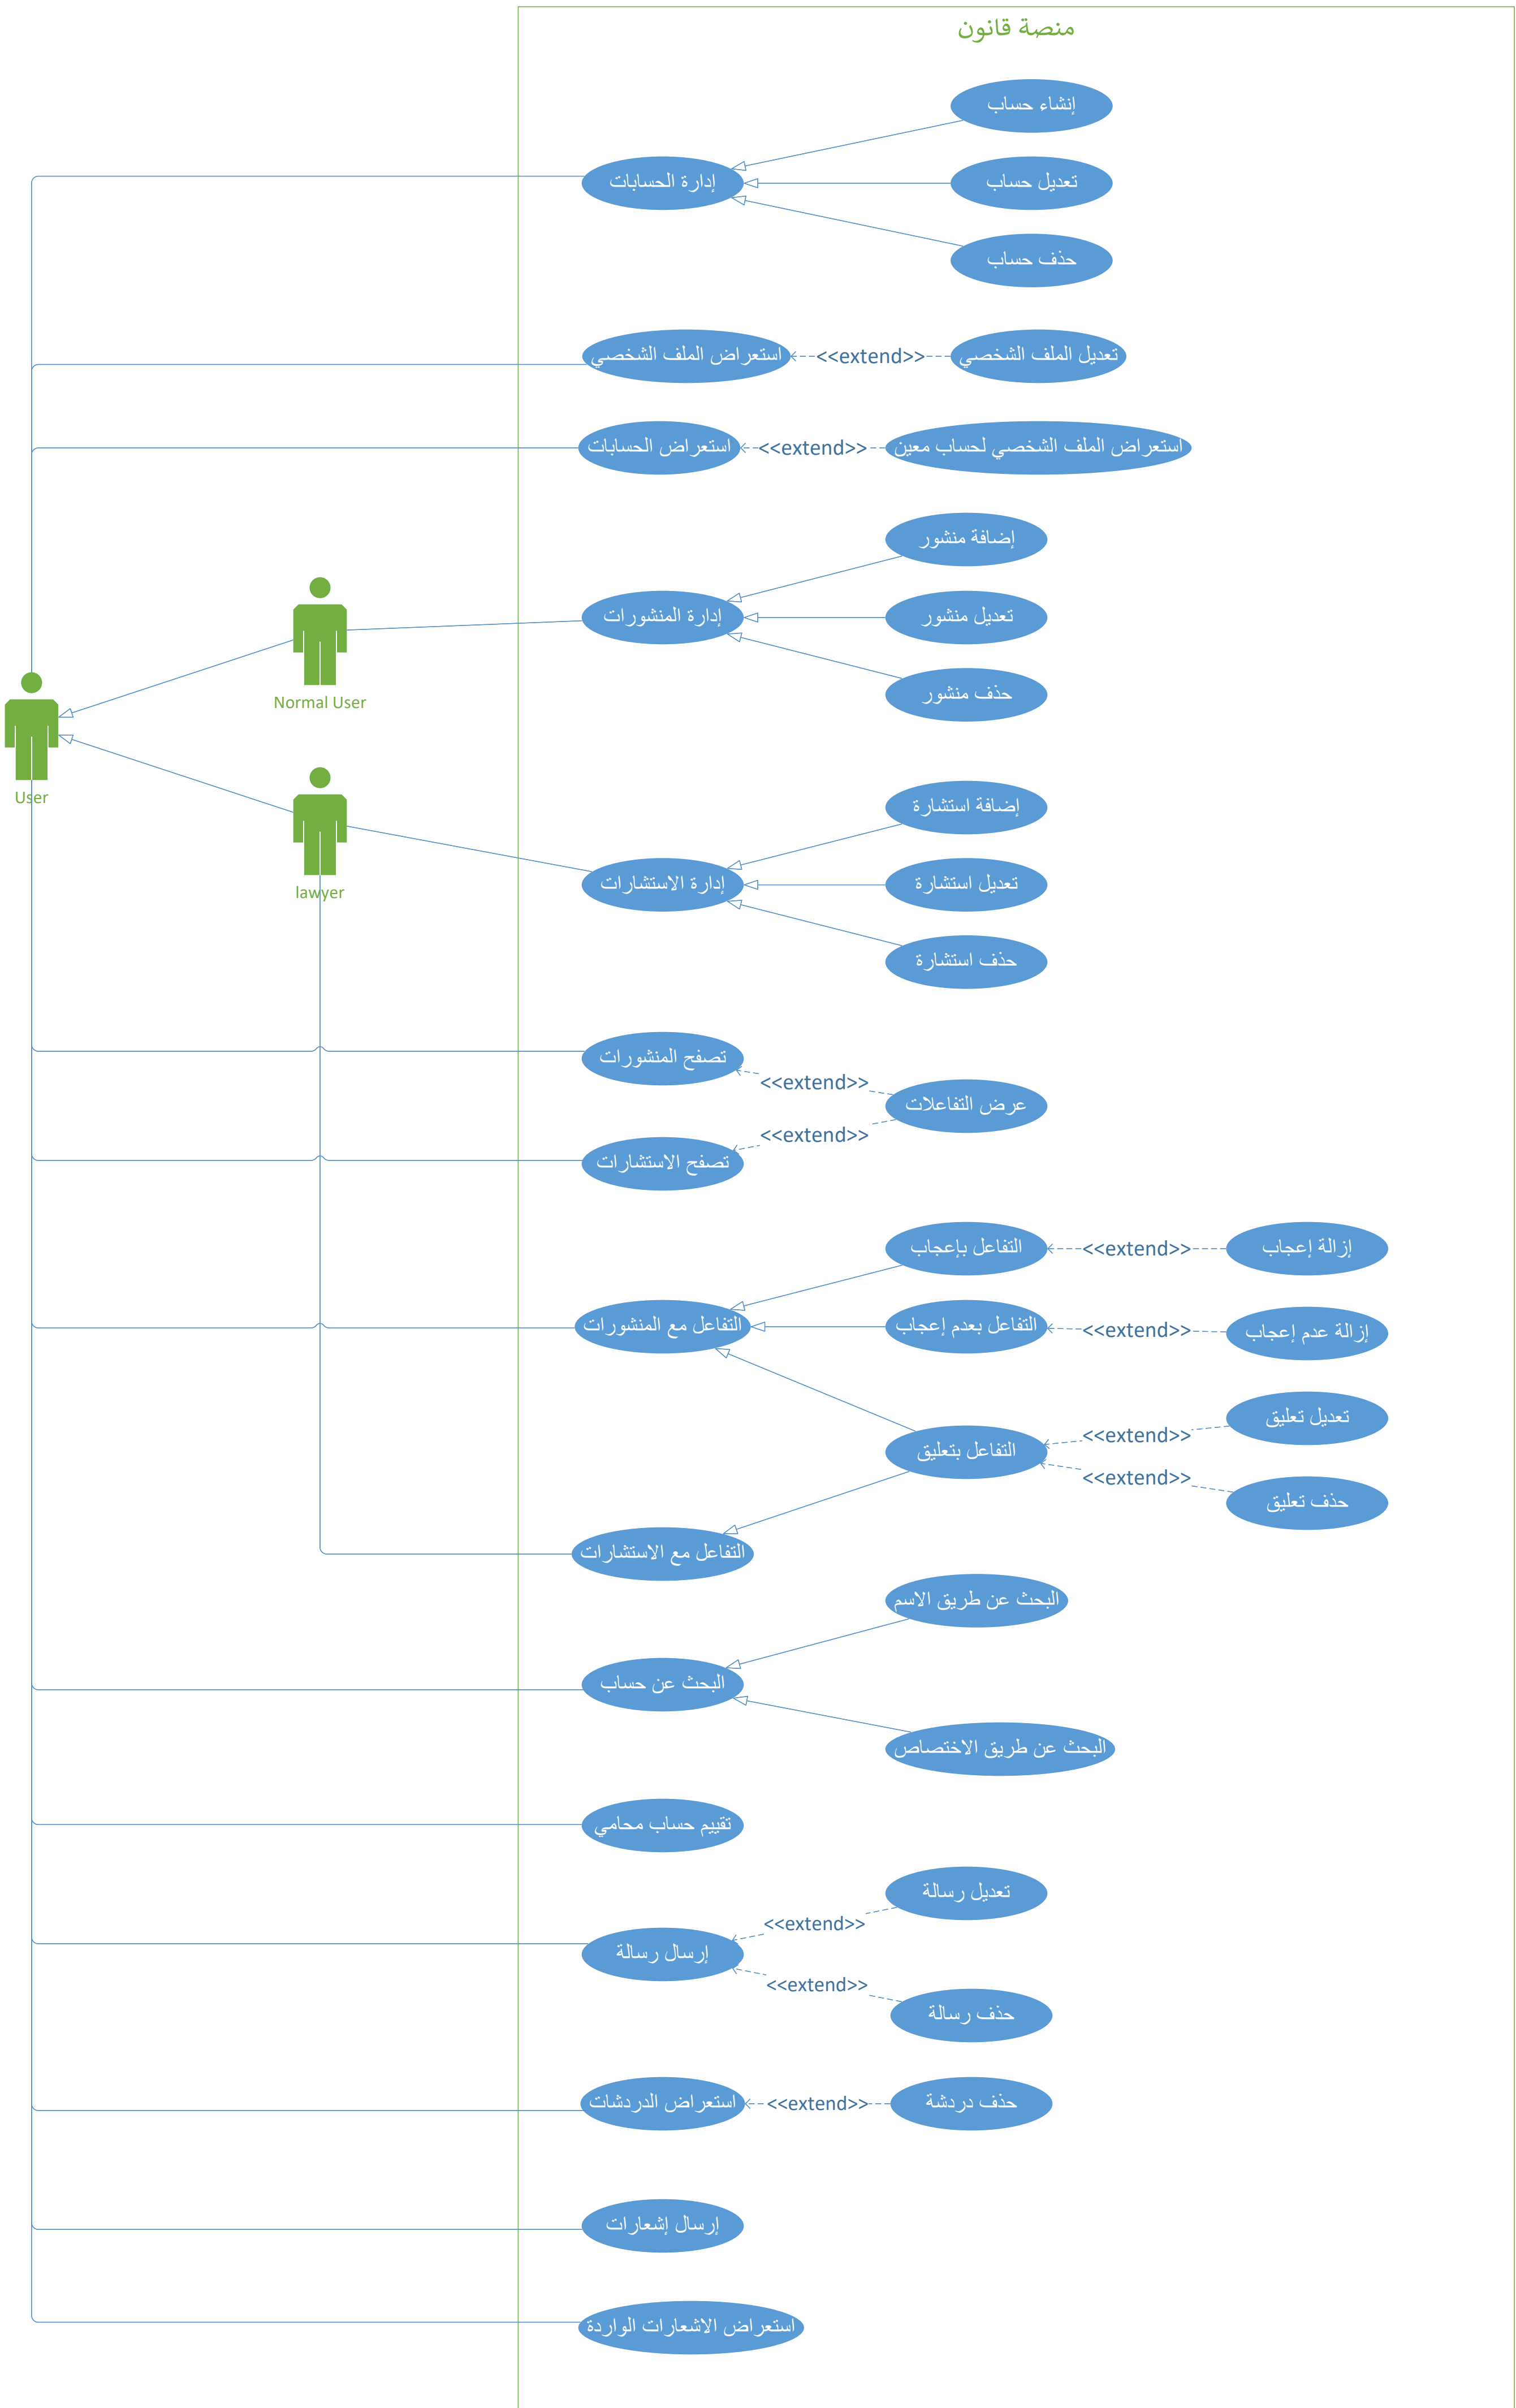 منصة قانون
إنشاء حساب
إدارة الحسابات
تعديل حساب
حذف حساب
استعراض الملف الشخصي
<<extend>>
تعديل الملف الشخصي
استعراض الحسابات
<<extend>>
استعراض الملف الشخصي لحساب معين
إضافة منشور
إدارة المنشورات
تعديل منشور
حذف منشور
Normal User
User
lawyer
إضافة استشارة
إدارة الاستشارات
تعديل استشارة
حذف استشارة
تصفح المنشورات
<<extend>>
عرض التفاعلات
<<extend>>
تصفح الاستشارات
التفاعل بإعجاب
<<extend>>
إزالة إعجاب
التفاعل مع المنشورات
التفاعل بعدم إعجاب
<<extend>>
إزالة عدم إعجاب
تعديل تعليق
<<extend>>
التفاعل بتعليق
<<extend>>
حذف تعليق
التفاعل مع الاستشارات
البحث عن طريق الاسم
البحث عن حساب
البحث عن طريق الاختصاص
تقييم حساب محامي
تعديل رسالة
<<extend>>
إرسال رسالة
<<extend>>
حذف رسالة
استعراض الدردشات
<<extend>>
حذف دردشة
إرسال إشعارات
استعراض الاشعارات الواردة